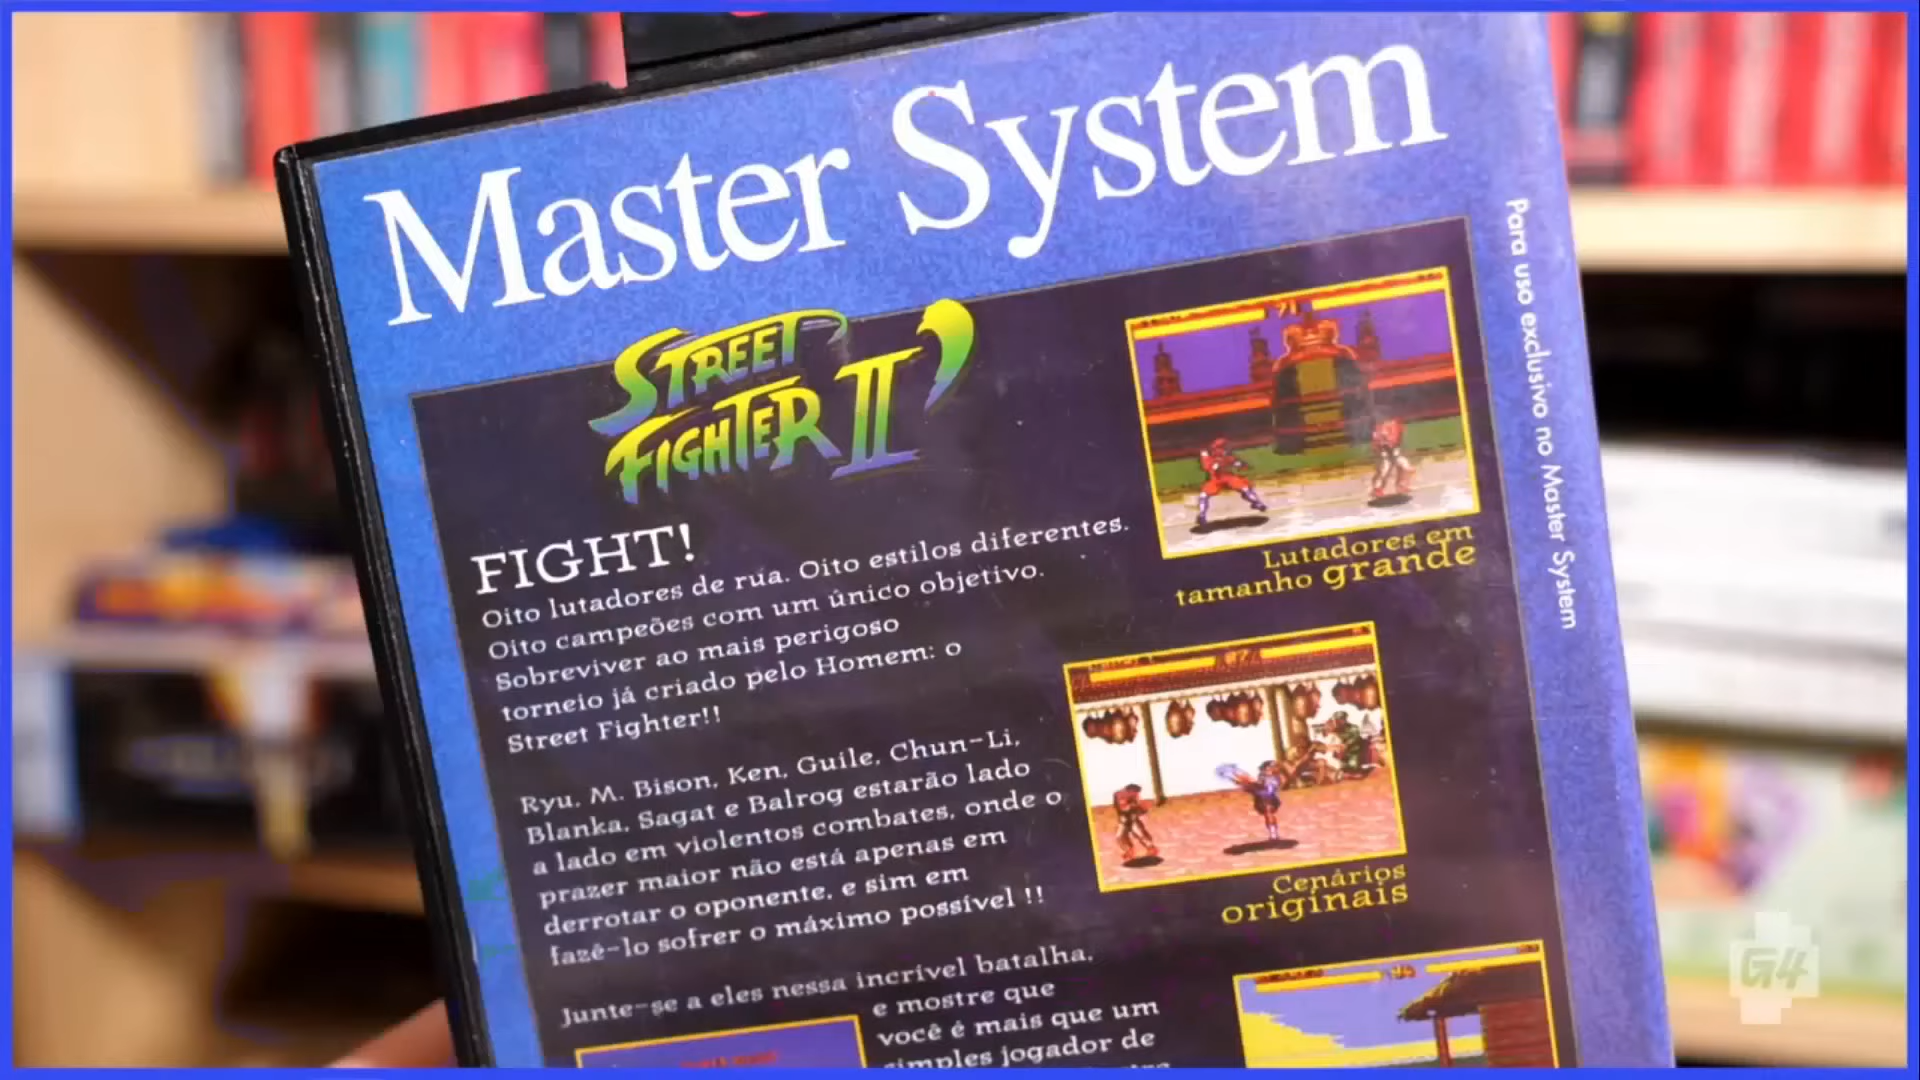 Master System
STREET
FIGHTER II'
FIGHT!
Oito lutadores de rua. Oito estilos diferentes.
Oito campeões com um único objetivo.
Sobreviver ao mais perigoso
torneio já criado pelo Homem: o
Street Fighter!!
Ryu, M. Bison, Ken, Guile, Chun-Li,
Blanka, Sagat e Balrog estarão lado
a lado em violentos combates, onde o
prazer maior não está apenas em
derrotar o oponente, e sim em
fazê-lo sofrer o máximo possível !!
Junte-se a eles nessa incrível batalha,
e mostre que
você é mais que um
simples jogador de
Lutadores em
tamanho grande
Cenários
originais
Para uso exclusivo no Master System
G4